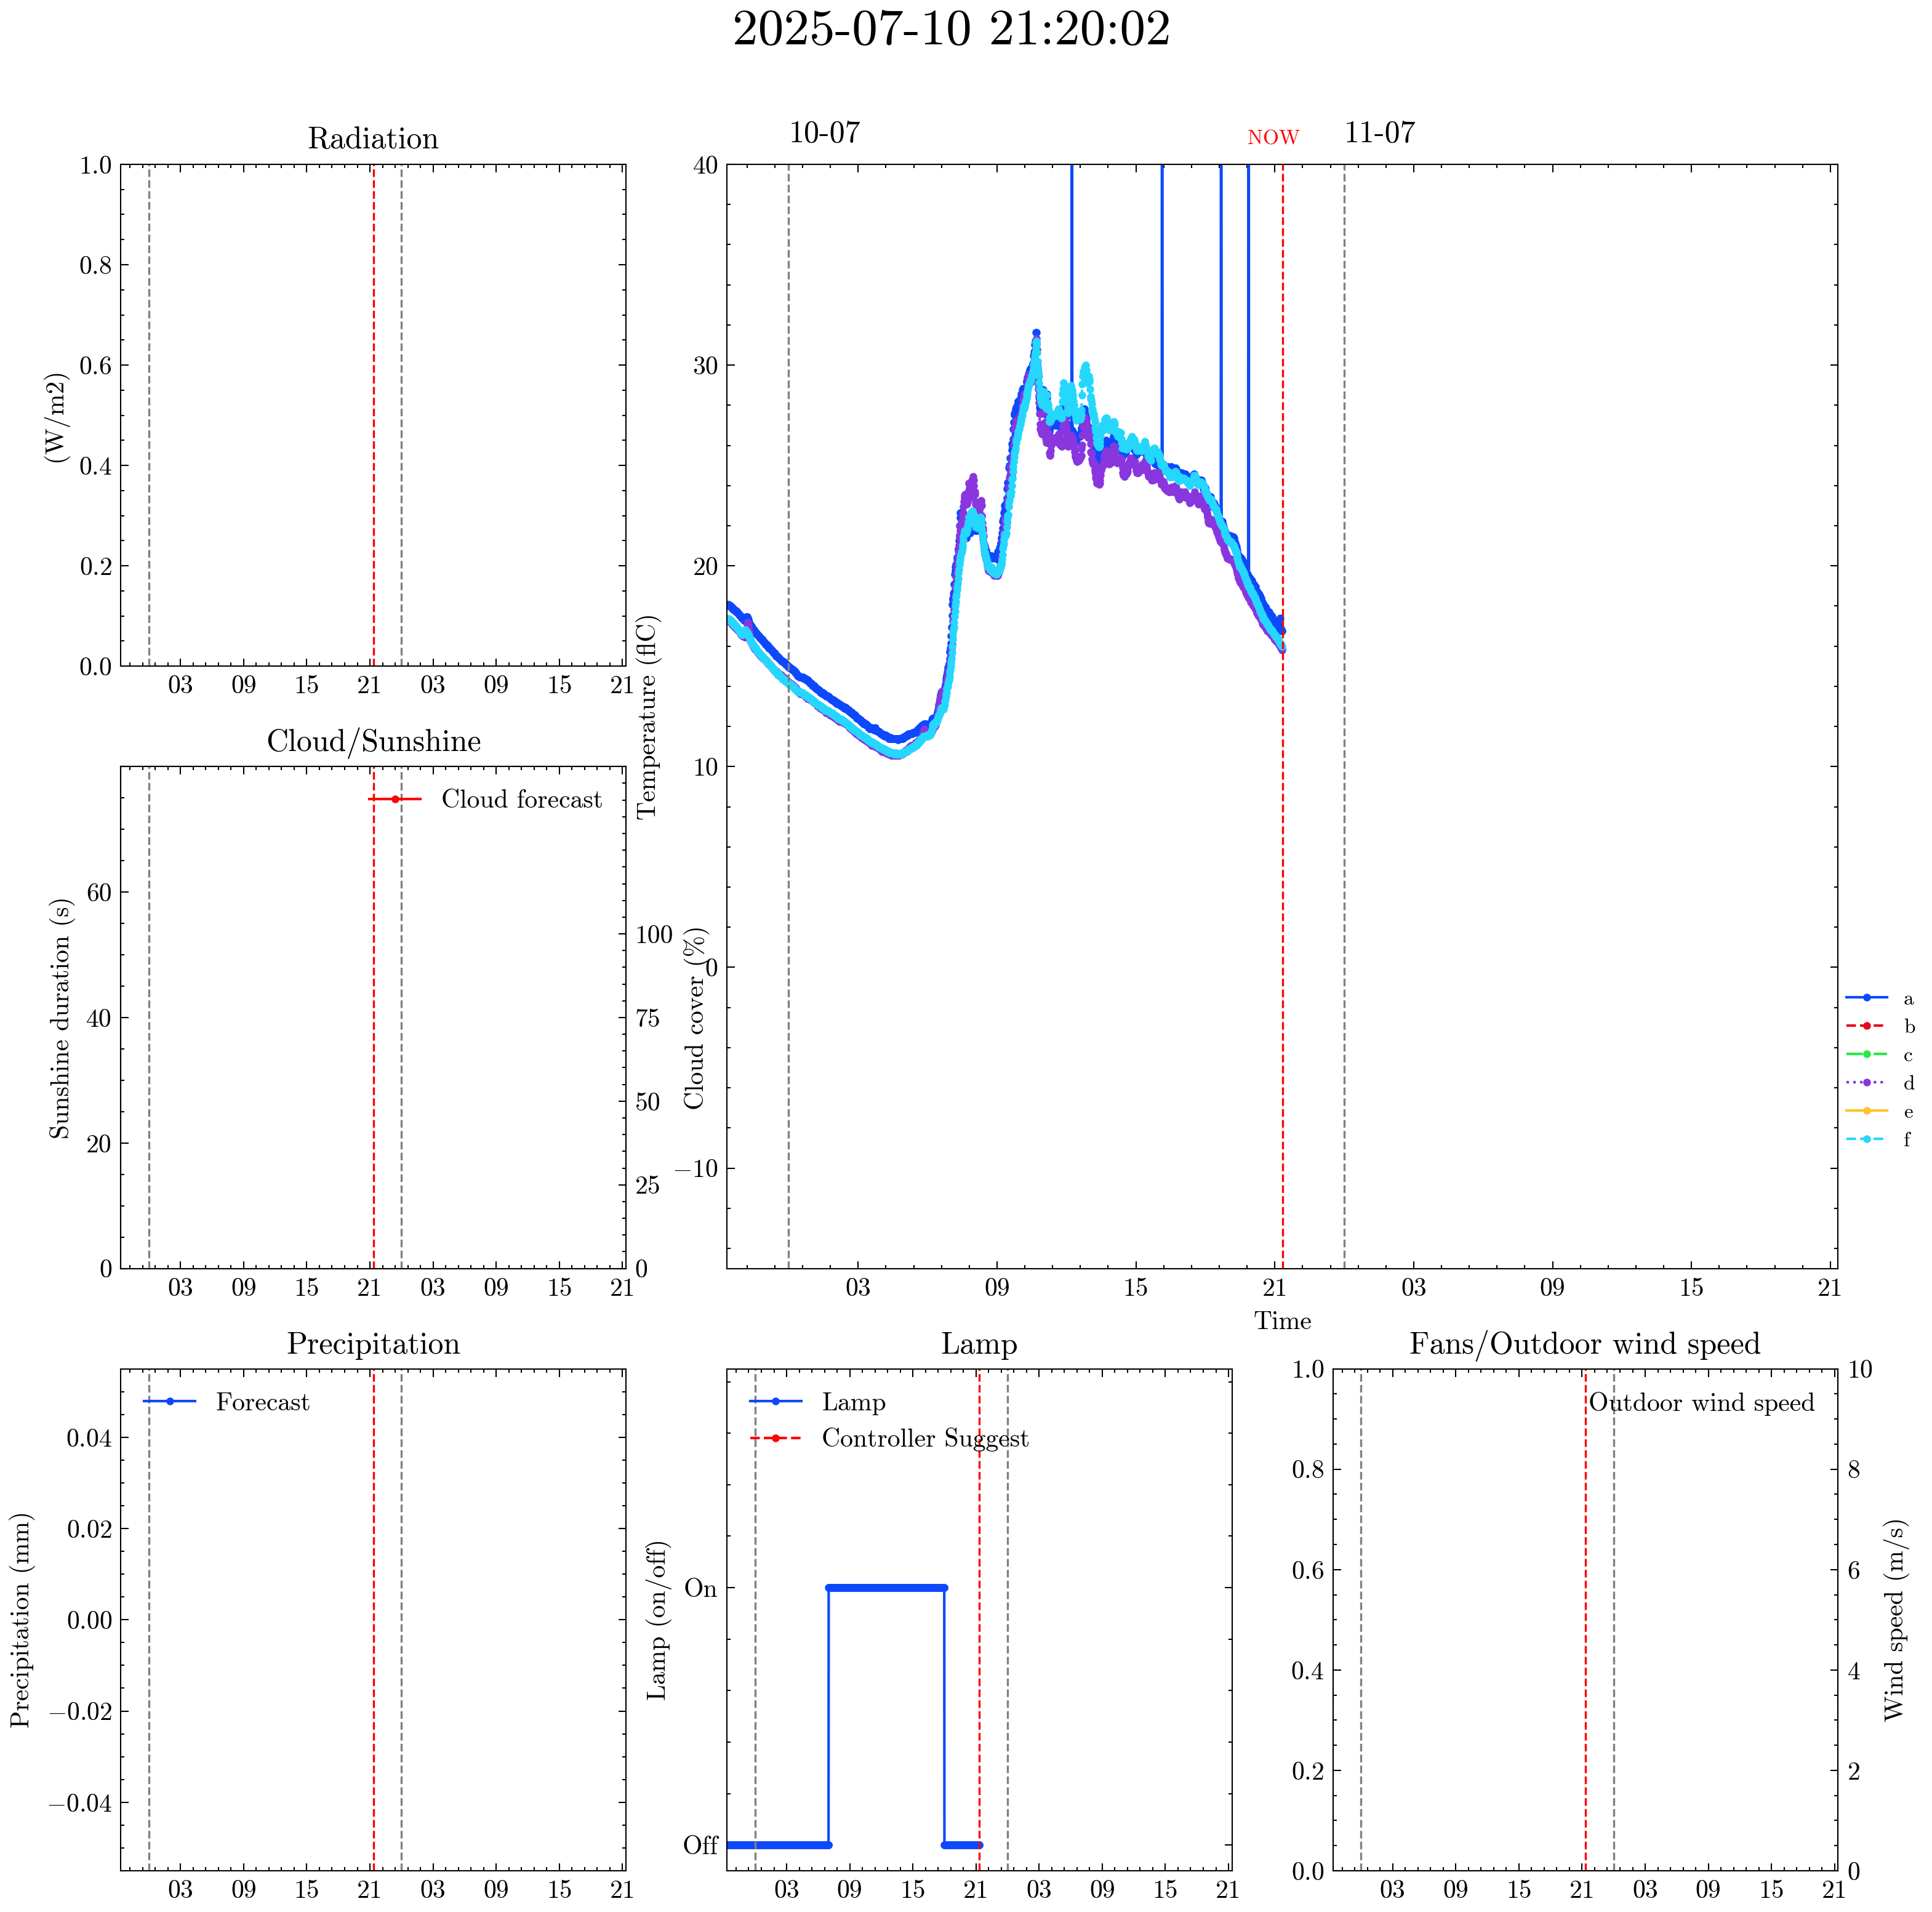 2025-07-10 21:20:02
Radiation
1.0
0.8
0.6
0.4
0.2
0.0
(W/m2)
03 09 15 21 03 09 15 21
10-07 NOW 11-07
40
30
20
10
0
−10
Temperature (flC)
03 09 15 21 03 09 15 21
Time
a
b
c
d
e
f
Cloud/Sunshine
Cloud forecast
60
40
20
0
Sunshine duration (s)
100
75
50
25
0
Cloud cover (%)
03 09 15 21 03 09 15 21
Precipitation
Forecast
0.04
0.02
0.00
−0.02
−0.04
Precipitation (mm)
03 09 15 21 03 09 15 21
Lamp
Lamp
Controller Suggest
On
Off
Lamp (on/off)
03 09 15 21 03 09 15 21
Fans/Outdoor wind speed
Outdoor wind speed
1.0
0.8
0.6
0.4
0.2
0.0
10
8
6
4
2
0
Wind speed (m/s)
03 09 15 21 03 09 15 21